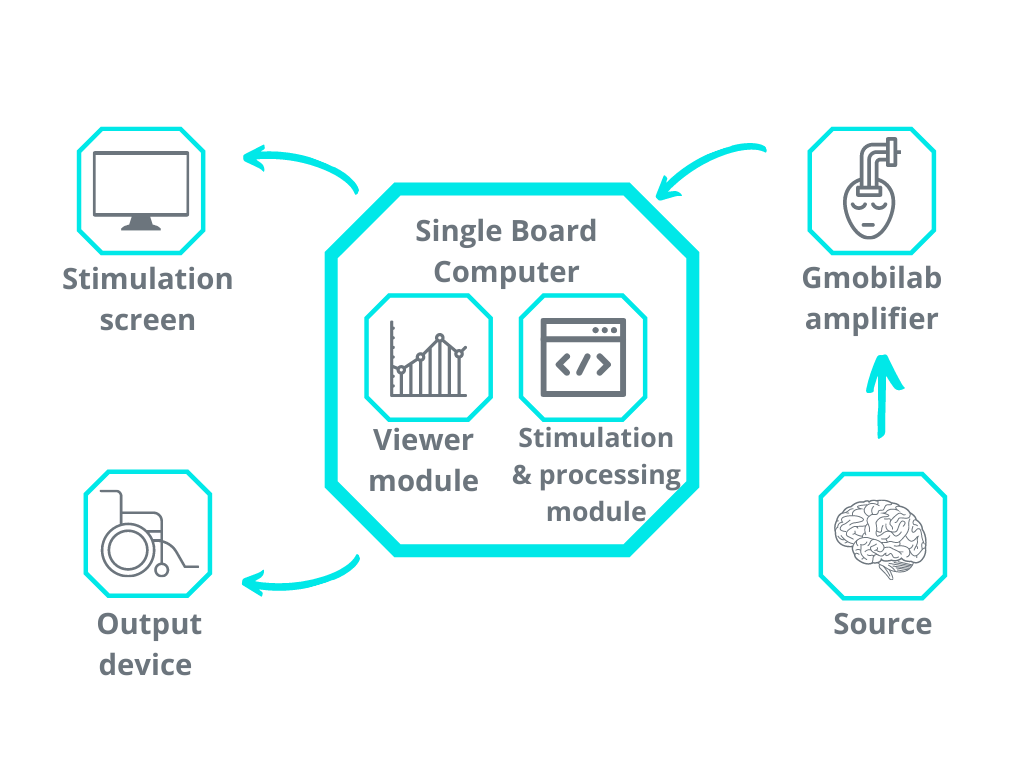 Stimulation
screen
Single Board
Computer
Viewer
module
Stimulation
& processing
module
Gmobilab
amplifier
Output
device
Source